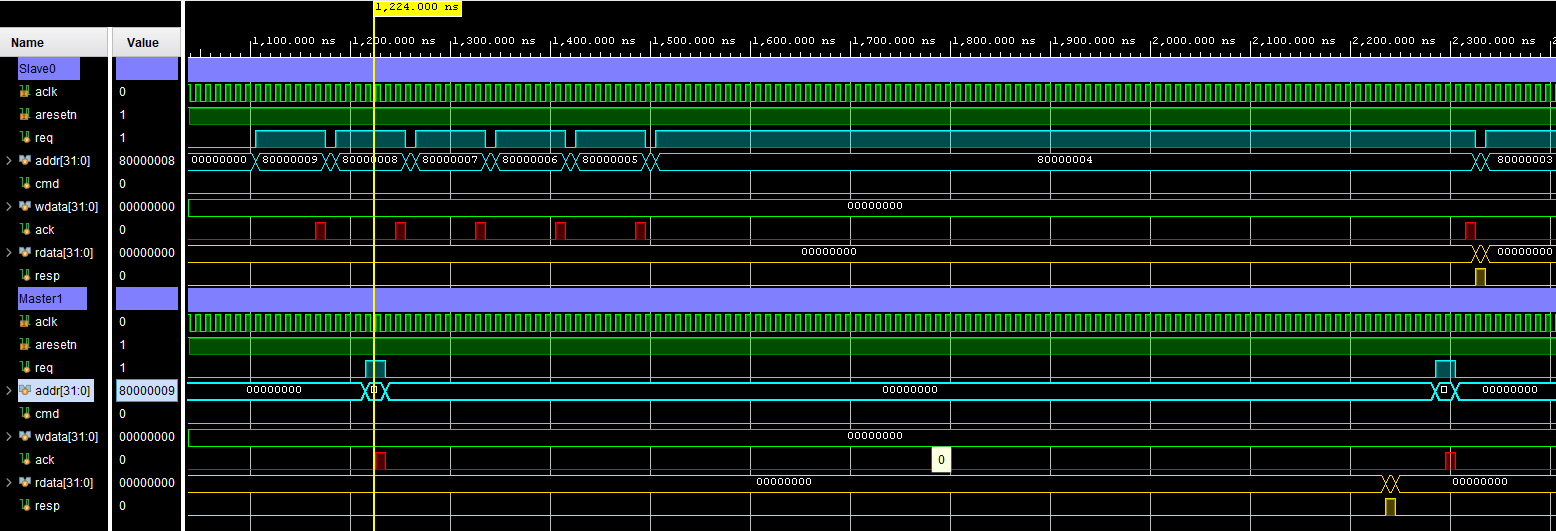 1,224.000 ns
Name Value 1,100.000 ns 1,200.000 ns 1,300.000 ns 1,400.000 ns 1,500.000 ns 1,600.000 ns 1,700.000 ns 1,800.000 ns 1,900.000 ns 2,000.000 ns 2,100.000 ns 2,200.000 ns 2,300.000 ns
Slave0
aclk 0
aresetn 1
req 1
addr[31:0] 80000008 00000000 80000009 80000008 80000007 80000006 80000005 80000004 80000003
cmd 0
wdata[31:0] 00000000 00000000
ack 0
rdata[31:0] 00000000 00000000 00000000
resp 0
Master1
aclk 0
aresetn 1
req 1
addr[31:0] 80000009 00000000 00000000 00000000
cmd 0
wdata[31:0] 00000000 00000000
ack 0 0
rdata[31:0] 00000000 00000000 00000000
resp 0